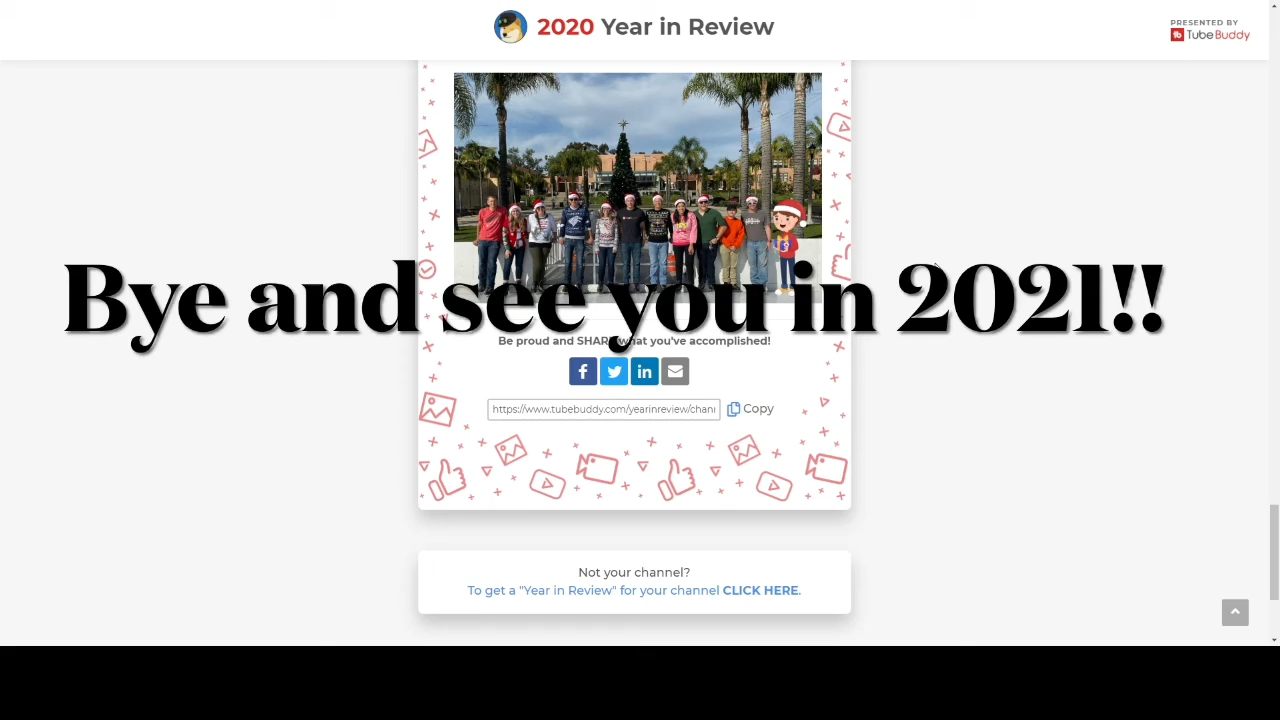 2020 Year in Review
PRESENTED BY
TubeBuddy
Bye and see you in 2021!!
Be proud and SHARE what you've accomplished!
https://www.tubebuddy.com/yearinreview/chan
Copy
Not your channel?
To get a "Year in Review" for your channel CLICK HERE.